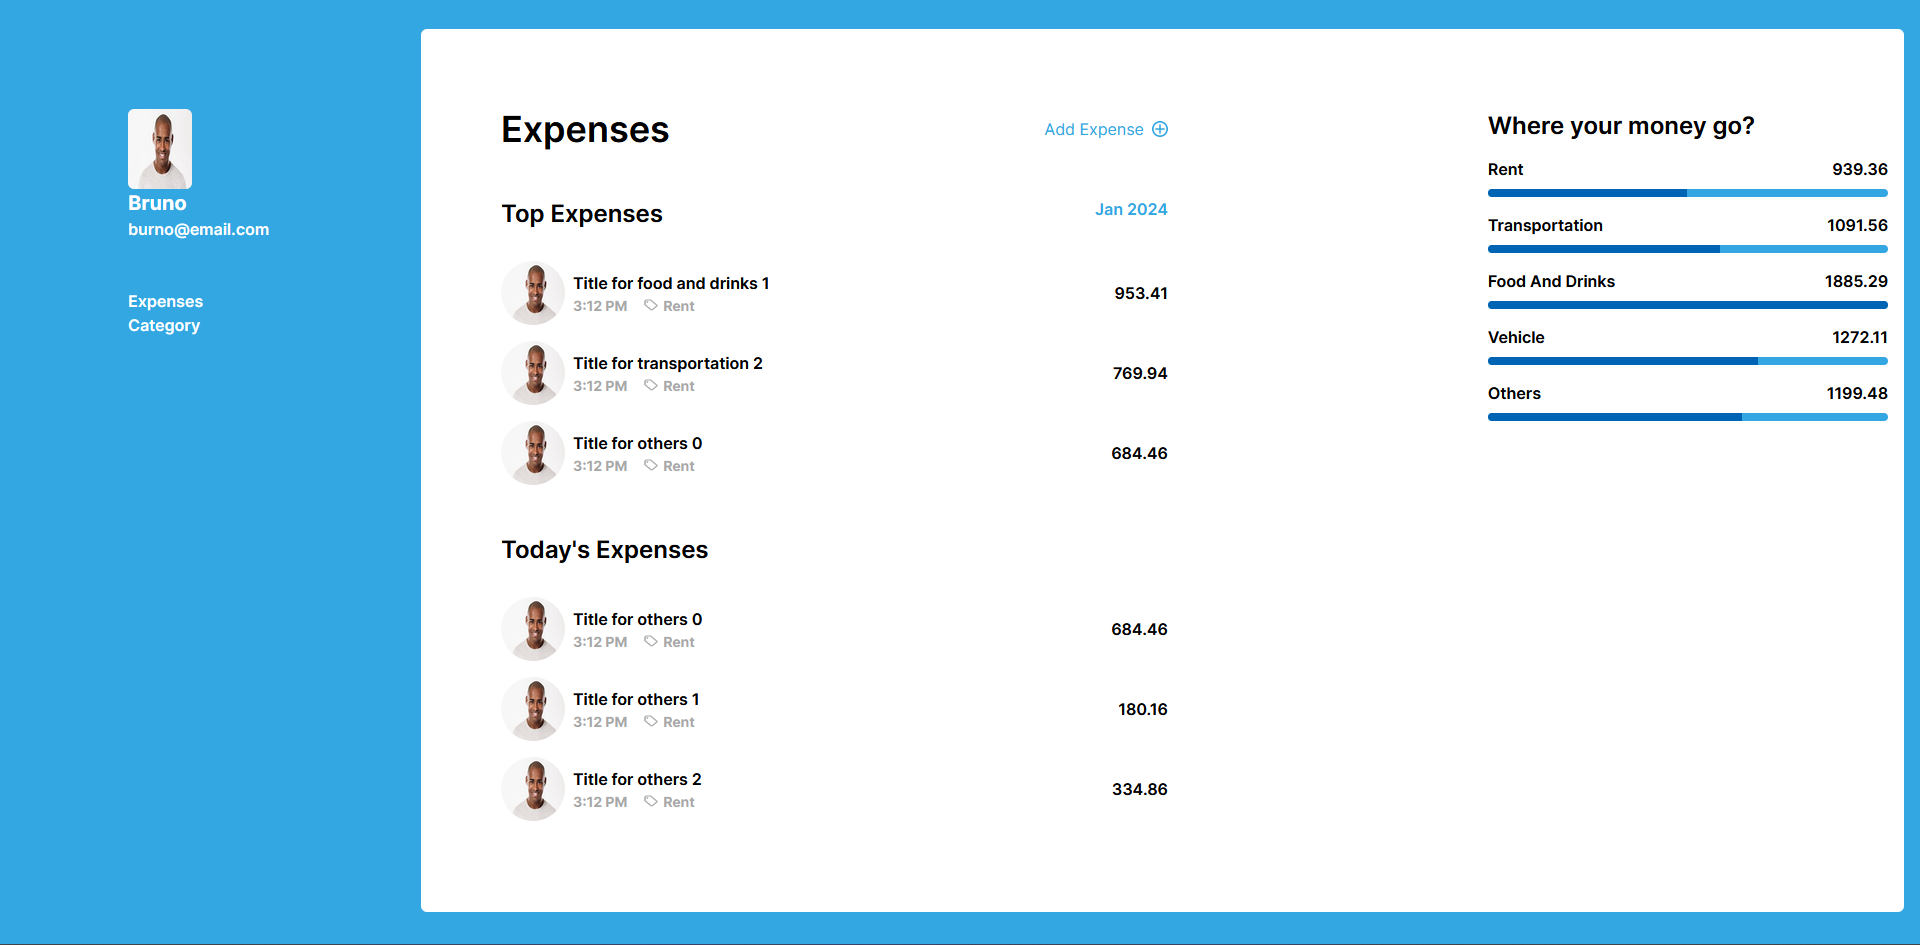 Bruno
burno@email.com
Expenses
Category
Expenses
Add Expense
Top Expenses
Jan 2024
Title for food and drinks 1
3:12 PM Rent
953.41
Title for transportation 2
3:12 PM Rent
769.94
Title for others 0
3:12 PM Rent
684.46
Today's Expenses
Title for others 0
3:12 PM Rent
684.46
Title for others 1
3:12 PM Rent
180.16
Title for others 2
3:12 PM Rent
334.86
Where your money go?
Rent 939.36
Transportation 1091.56
Food And Drinks 1885.29
Vehicle 1272.11
Others 1199.48